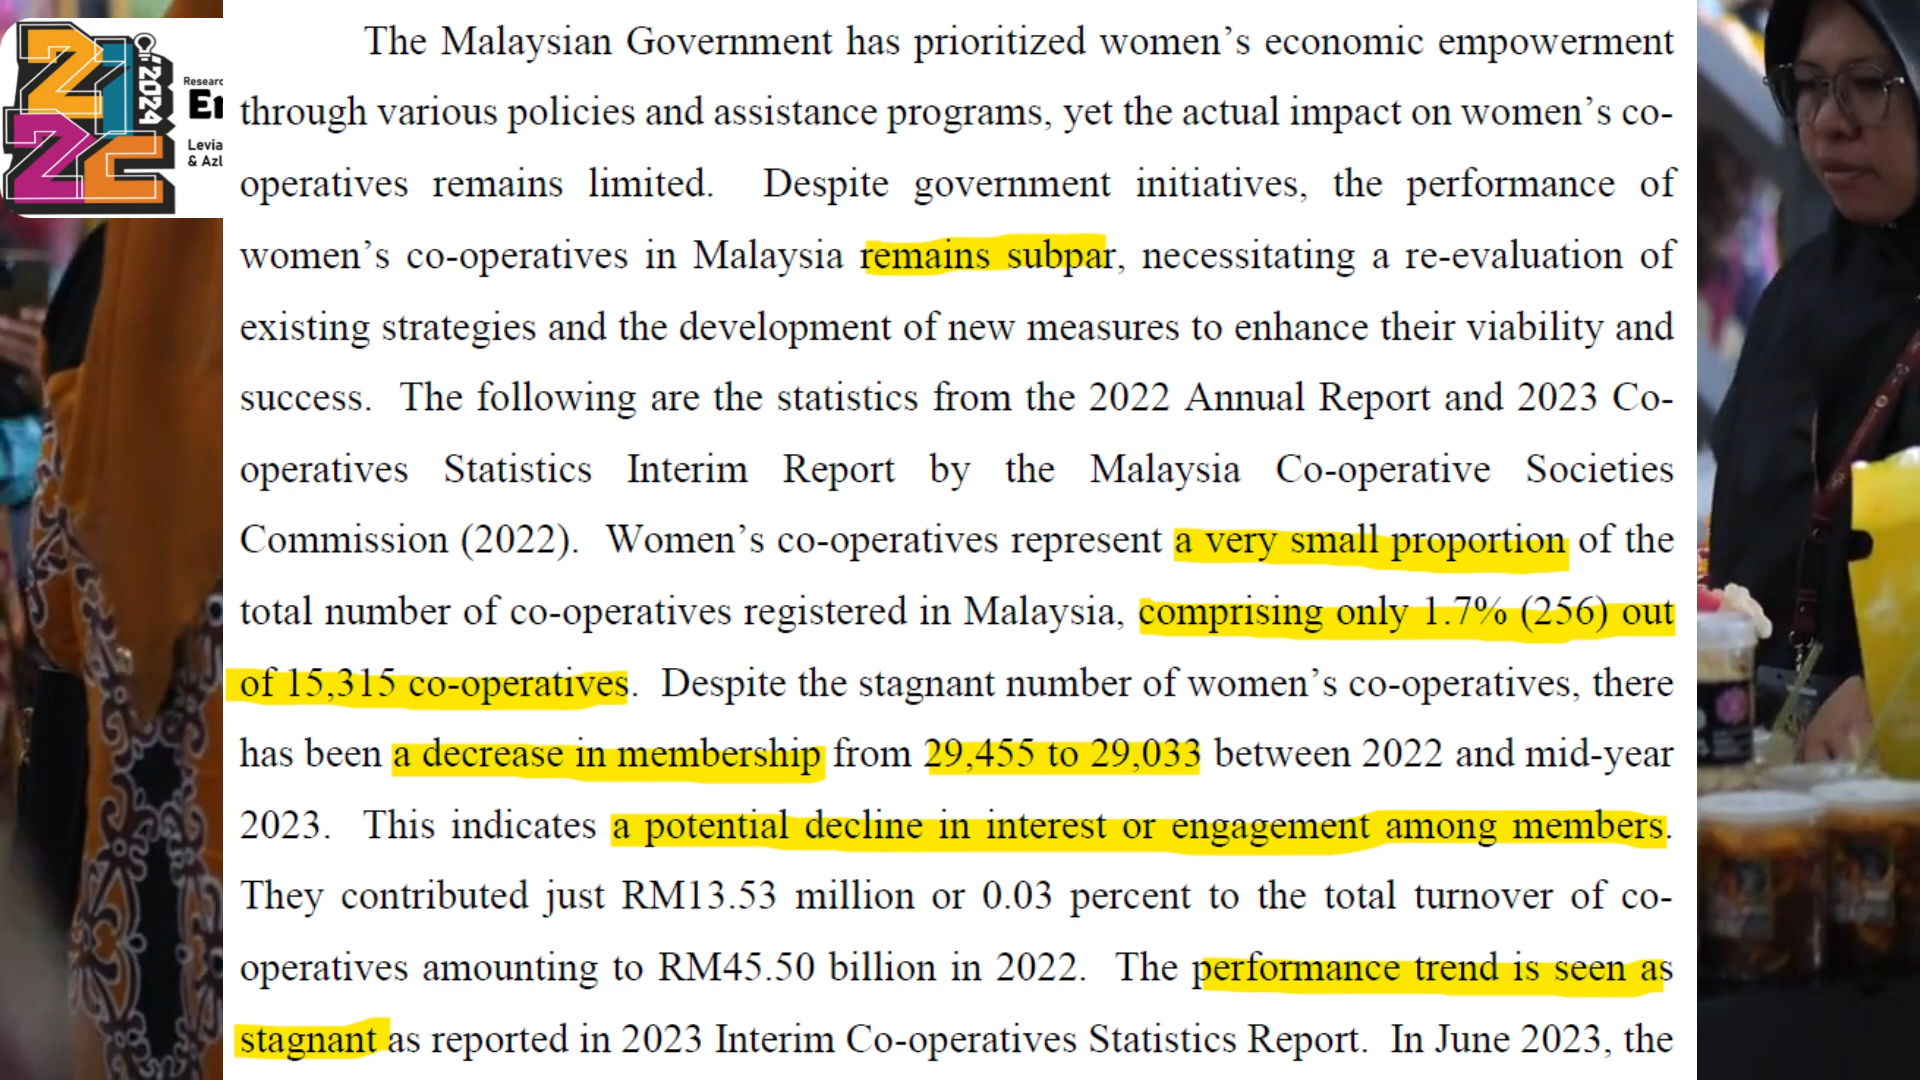 2024
Researc
Er
Levia
& Azl
The Malaysian Government has prioritized women’s economic empowerment
through various policies and assistance programs, yet the actual impact on women’s co-
operatives remains limited. Despite government initiatives, the performance of
women’s co-operatives in Malaysia remains subpar, necessitating a re-evaluation of
existing strategies and the development of new measures to enhance their viability and
success. The following are the statistics from the 2022 Annual Report and 2023 Co-
operatives Statistics Interim Report by the Malaysia Co-operative Societies
Commission (2022). Women’s co-operatives represent a very small proportion of the
total number of co-operatives registered in Malaysia, comprising only 1.7% (256) out
of 15,315 co-operatives. Despite the stagnant number of women’s co-operatives, there
has been a decrease in membership from 29,455 to 29,033 between 2022 and mid-year
2023. This indicates a potential decline in interest or engagement among members.
They contributed just RM13.53 million or 0.03 percent to the total turnover of co-
operatives amounting to RM45.50 billion in 2022. The performance trend is seen as
stagnant as reported in 2023 Interim Co-operatives Statistics Report. In June 2023, the